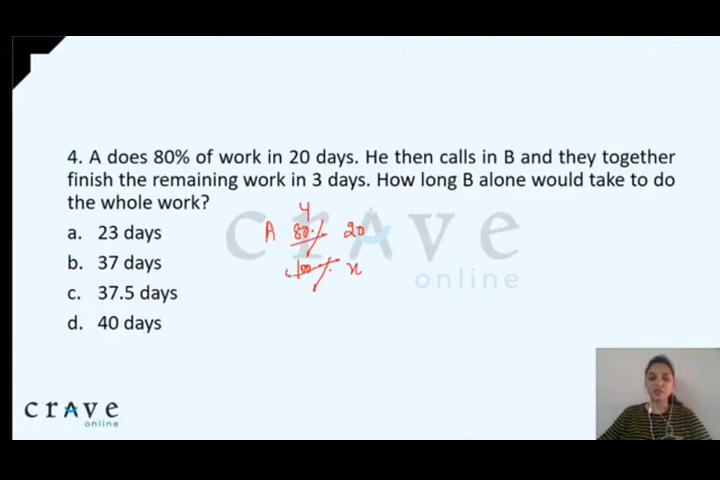 4. A does 80% of work in 20 days. He then calls in B and they together
finish the remaining work in 3 days. How long B alone would take to do
the whole work?
4
a. 23 days
A 80% 20
b. 37 days
100% x
c. 37.5 days
d. 40 days
crave
online
crave
online